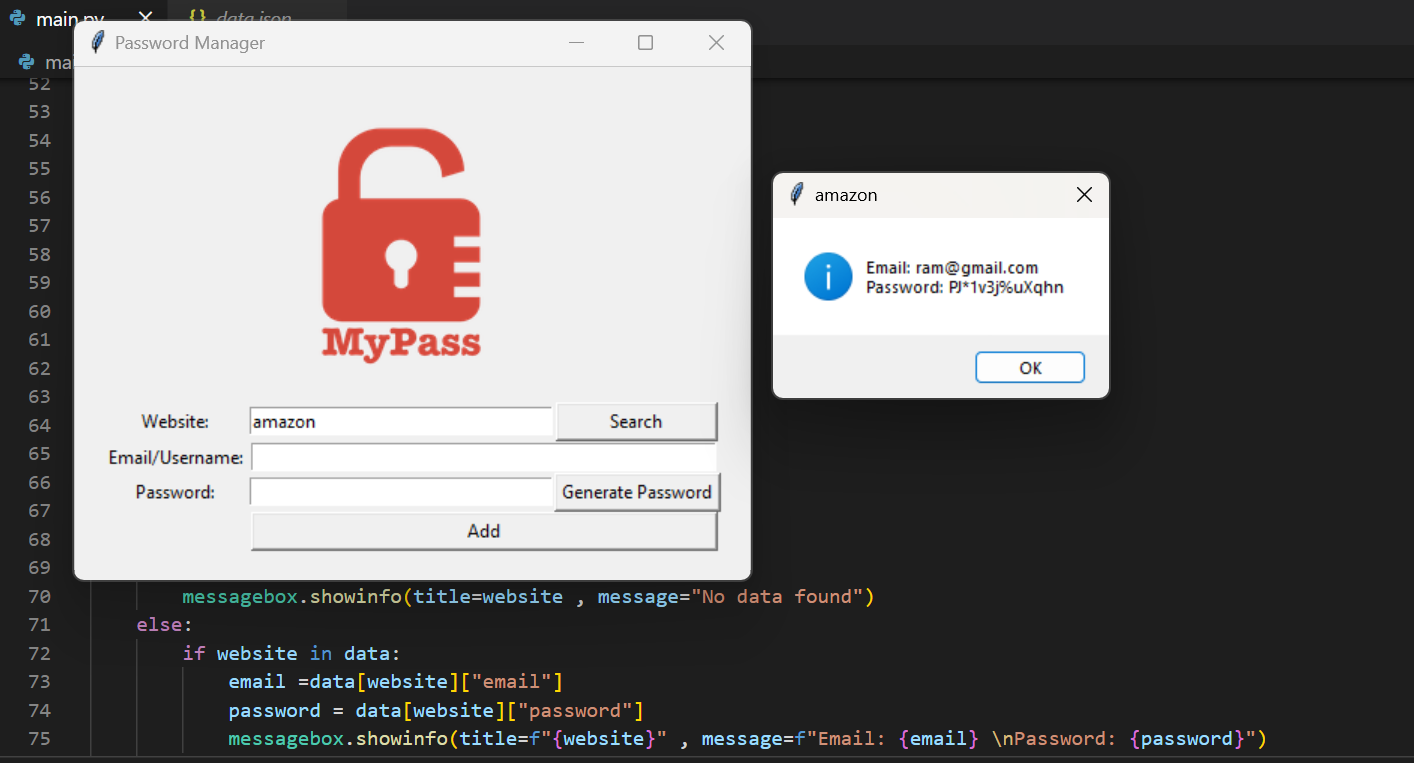 main.py
data.json
Password Manager
mai
MyPass
Website:
amazon
Search
Email/Username:
Password:
Generate Password
Add
amazon
Email: ram@gmail.com
Password: PJ*1v3j%uXqhn
OK
52
53
54
55
56
57
58
59
60
61
62
63
64
65
66
67
68
69
70 messagebox.showinfo(title=website , message="No data found")
71 else:
72 if website in data:
73 email =data[website]["email"]
74 password = data[website]["password"]
75 messagebox.showinfo(title=f"{website}" , message=f"Email: {email} \nPassword: {password}")